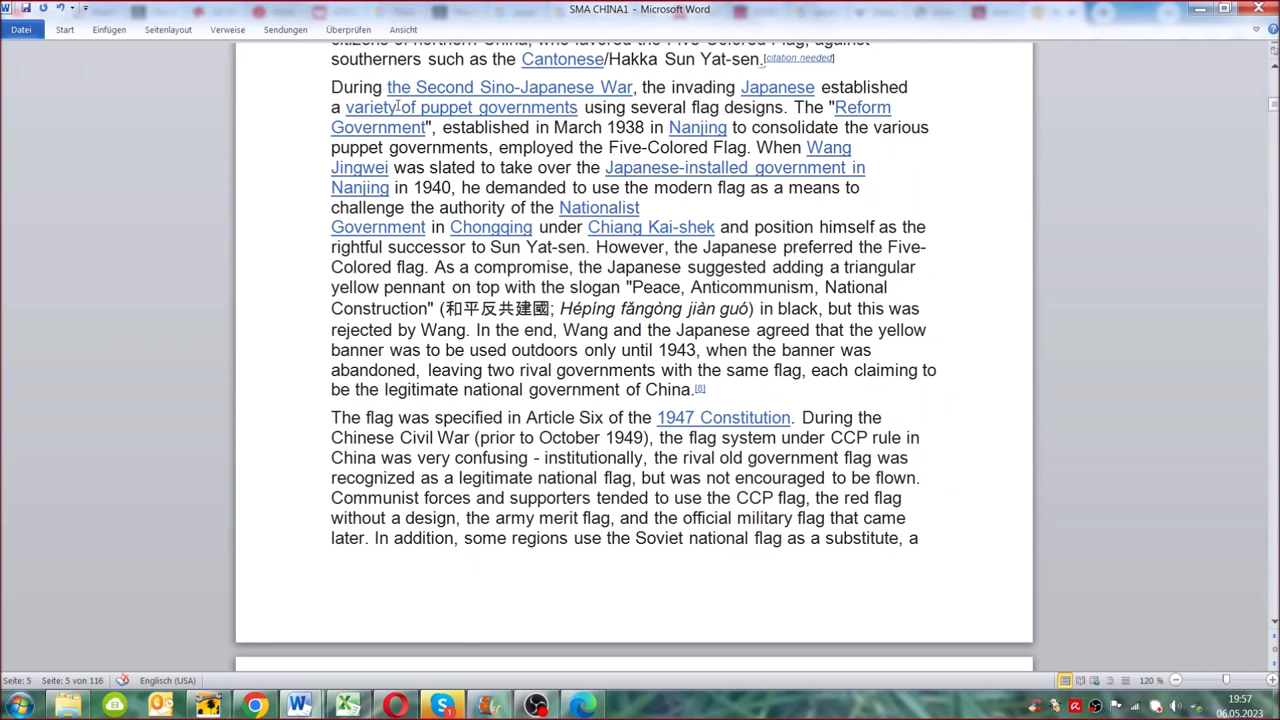 SMA CHINA1 - Microsoft Word
Datei Start Einfügen Seitenlayout Verweise Sendungen Überprüfen Ansicht
citizens of northern China, who favored the Five-Colored Flag, against
southerners such as the Cantonese/Hakka Sun Yat-sen.[citation needed]
During the Second Sino-Japanese War, the invading Japanese established
a variety of puppet governments using several flag designs. The "Reform
Government", established in March 1938 in Nanjing to consolidate the various
puppet governments, employed the Five-Colored Flag. When Wang
Jingwei was slated to take over the Japanese-installed government in
Nanjing in 1940, he demanded to use the modern flag as a means to
challenge the authority of the Nationalist
Government in Chongqing under Chiang Kai-shek and position himself as the
rightful successor to Sun Yat-sen. However, the Japanese preferred the Five-
Colored flag. As a compromise, the Japanese suggested adding a triangular
yellow pennant on top with the slogan "Peace, Anticommunism, National
Construction" (和平反共建國; Hépíng fǎngòng jiàn guó) in black, but this was
rejected by Wang. In the end, Wang and the Japanese agreed that the yellow
banner was to be used outdoors only until 1943, when the banner was
abandoned, leaving two rival governments with the same flag, each claiming to
be the legitimate national government of China.[8]
The flag was specified in Article Six of the 1947 Constitution. During the
Chinese Civil War (prior to October 1949), the flag system under CCP rule in
China was very confusing - institutionally, the rival old government flag was
recognized as a legitimate national flag, but was not encouraged to be flown.
Communist forces and supporters tended to use the CCP flag, the red flag
without a design, the army merit flag, and the official military flag that came
later. In addition, some regions use the Soviet national flag as a substitute, a
Seite: 5 Seite: 5 von 116 Englisch (USA) 120 %
19:57
06.05.2023